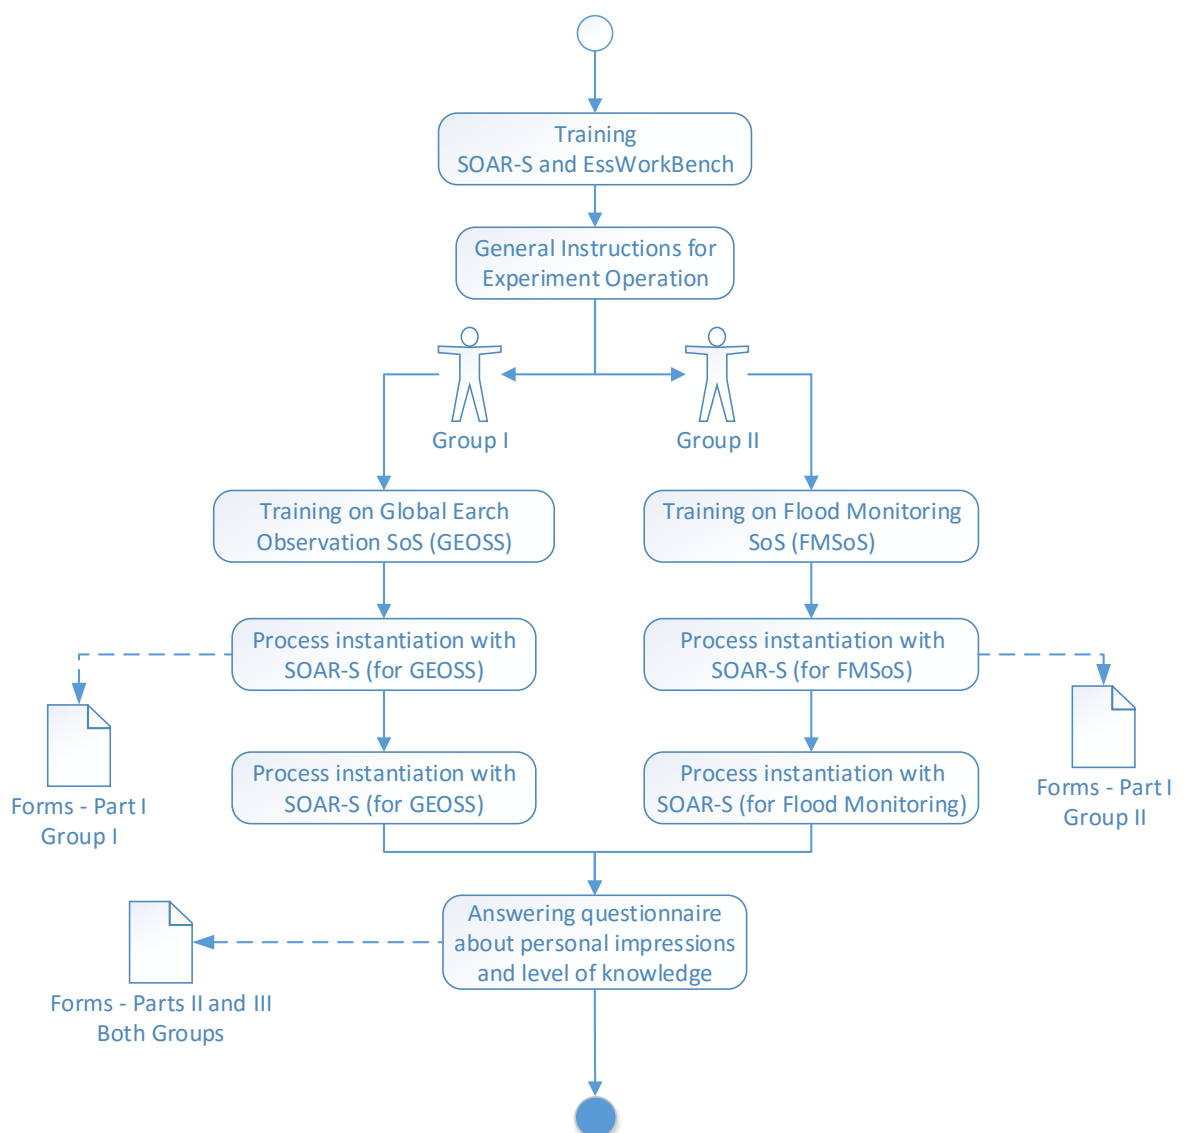 Training
SOAR-S and EssWorkBench
General Instructions for
Experiment Operation
Group I
Group II
Training on Global Earch
Observation SoS (GEOSS)
Training on Flood Monitoring
SoS (FMSoS)
Process instantiation with
SOAR-S (for GEOSS)
Process instantiation with
SOAR-S (for FMSoS)
Forms - Part I
Group I
Process instantiation with
SOAR-S (for GEOSS)
Process instantiation with
SOAR-S (for Flood Monitoring)
Forms - Part I
Group II
Answering questionnaire
about personal impressions
and level of knowledge
Forms - Parts II and III
Both Groups